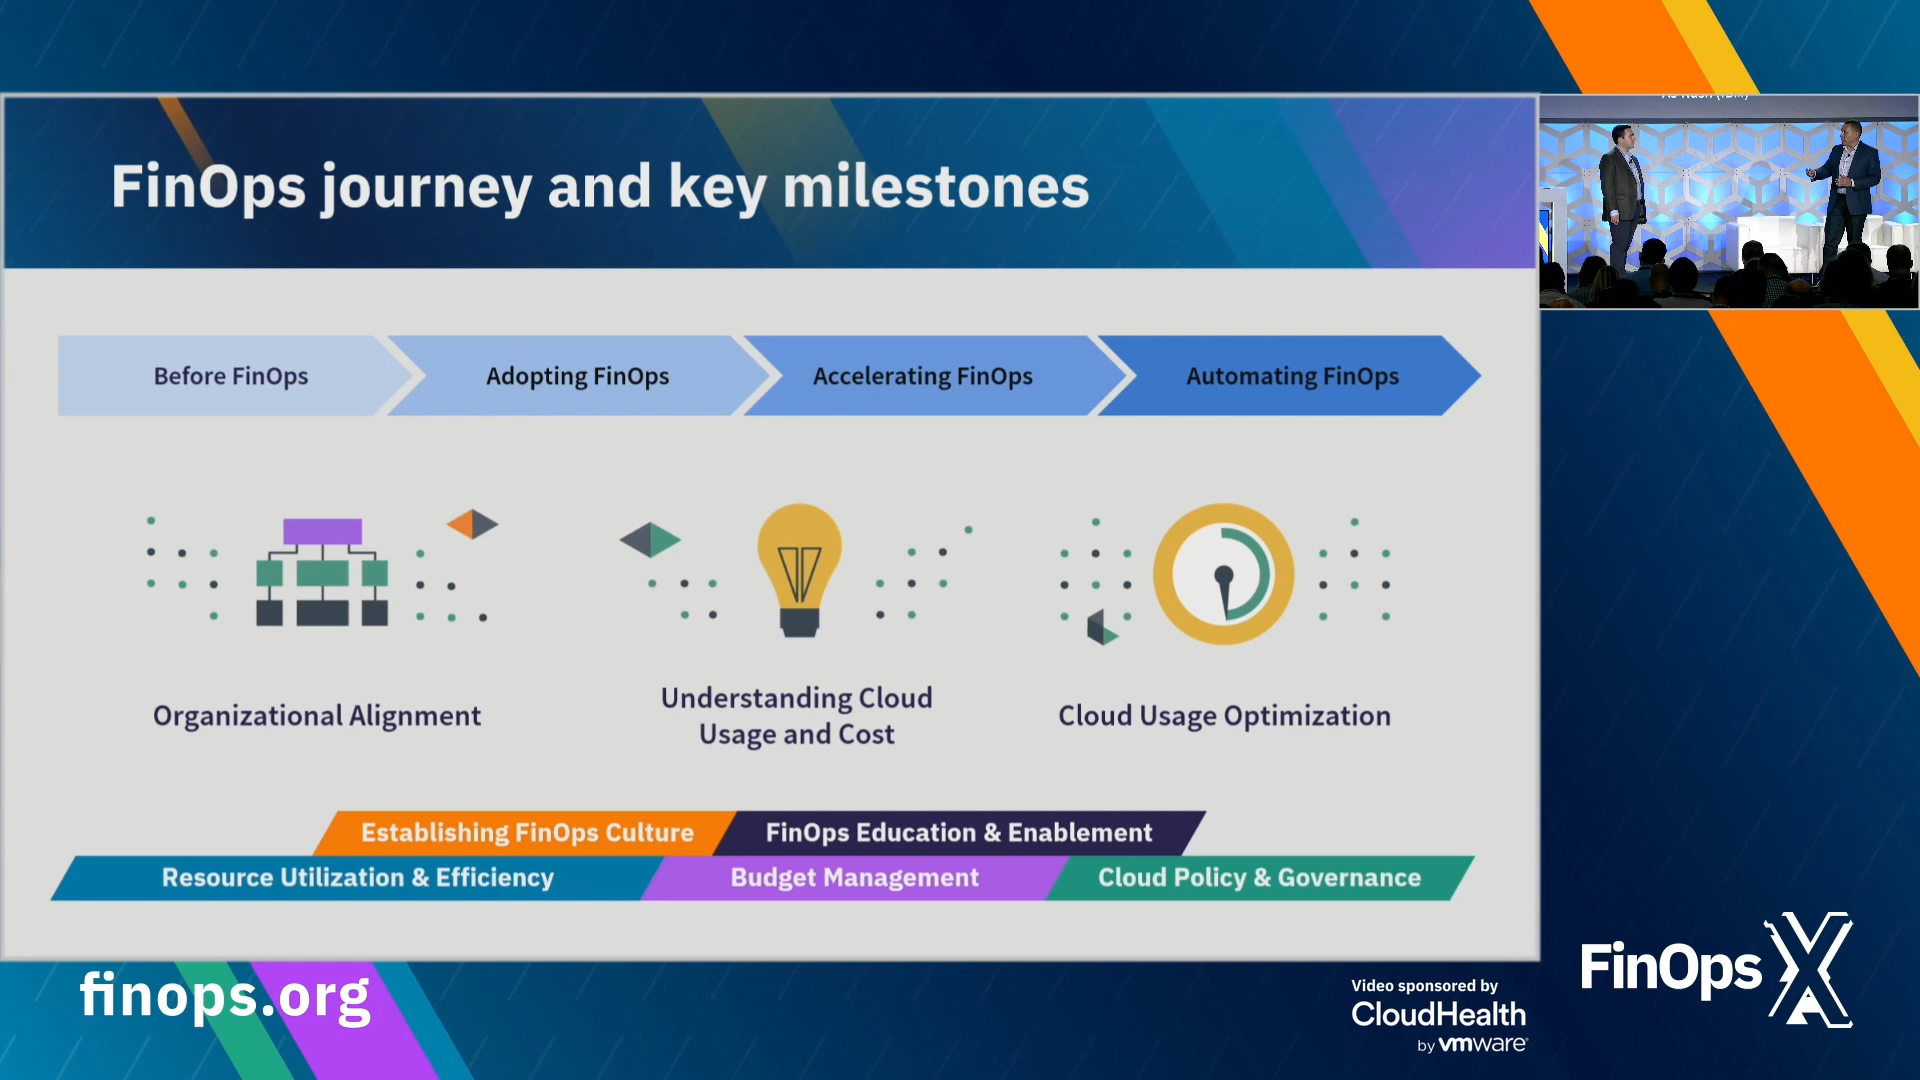 FinOps journey and key milestones
Before FinOps
Adopting FinOps
Accelerating FinOps
Automating FinOps
Organizational Alignment
Understanding Cloud
Usage and Cost
Cloud Usage Optimization
Establishing FinOps Culture
FinOps Education & Enablement
Resource Utilization & Efficiency
Budget Management
Cloud Policy & Governance
finops.org
Video sponsored by
CloudHealth
by vmware
FinOps X